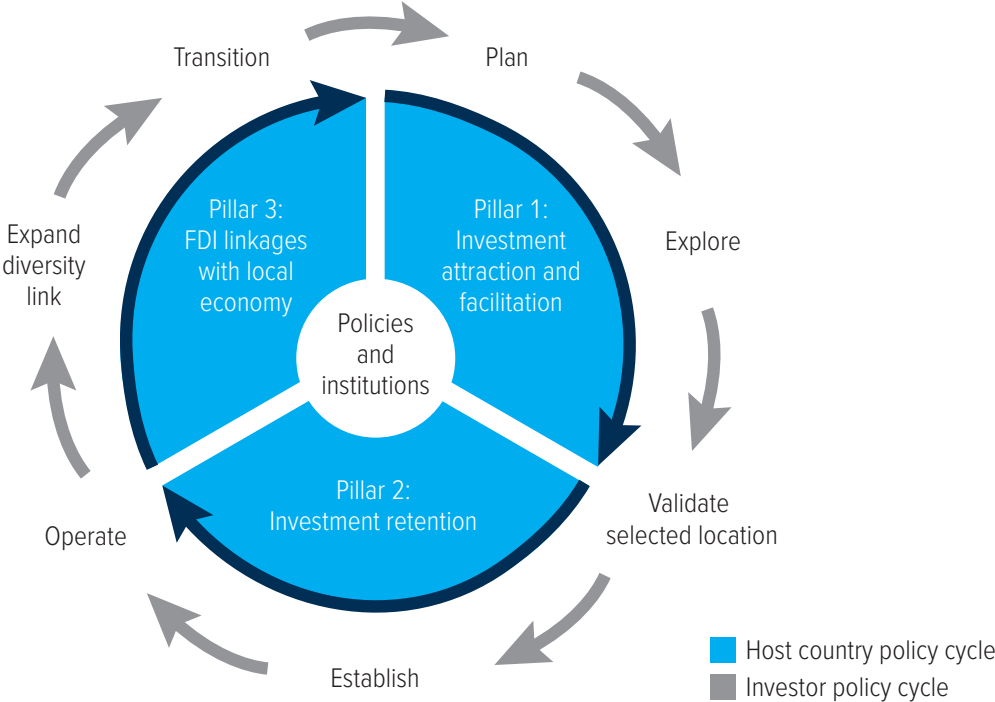 Transition
Plan
Explore
Validate
selected location
Establish
Operate
Expand
diversity
link
Pillar 1:
Investment
attraction and
facilitation
Pillar 2:
Investment retention
Pillar 3:
FDI linkages
with local
economy
Policies
and
institutions
Host country policy cycle
Investor policy cycle